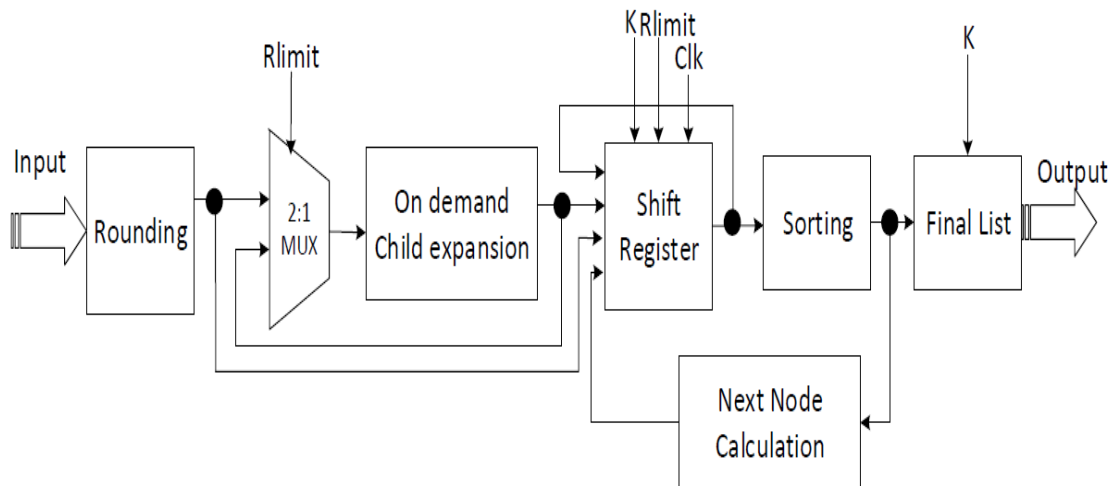 K
Rlimit
Clk
Rlimit
K
Input
Rounding
2:1
MUX
On demand
Child expansion
Shift
Register
Sorting
Final List
Output
Next Node
Calculation